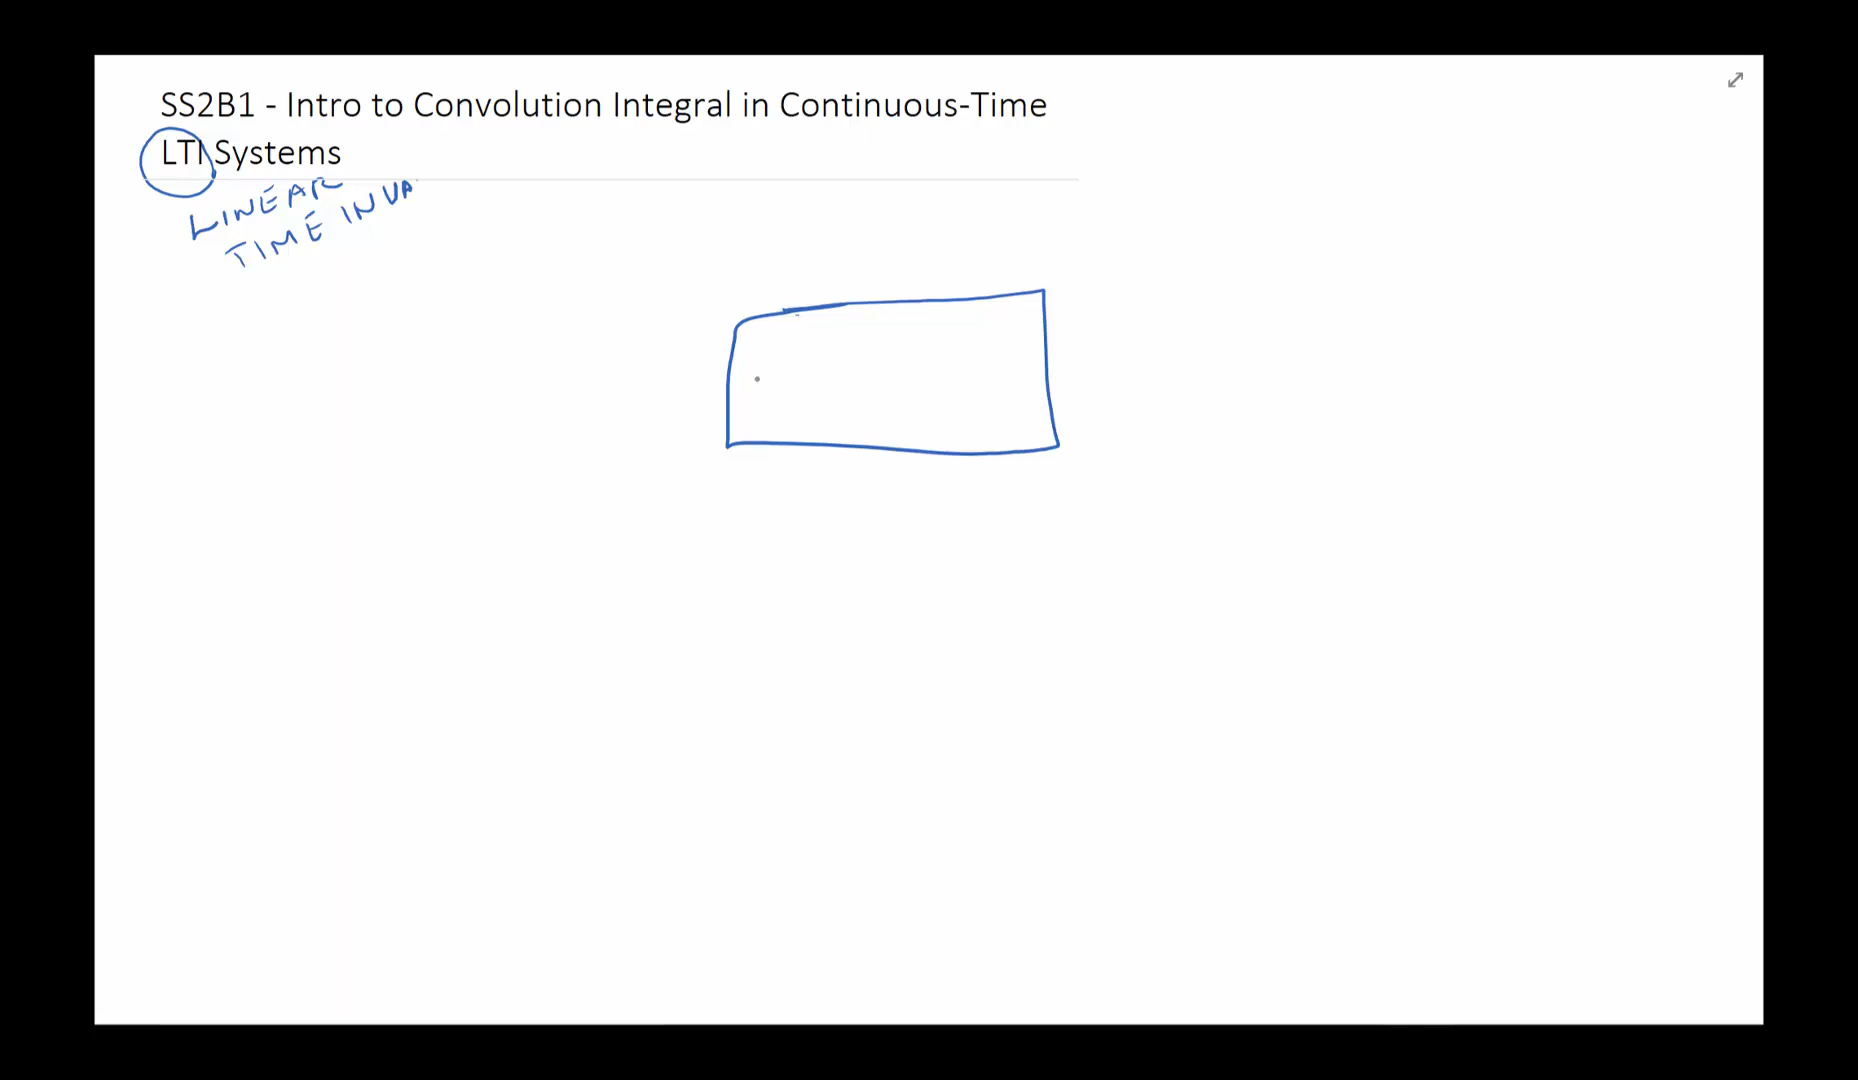 SS2B1 - Intro to Convolution Integral in Continuous-Time
LTI Systems
LINEAR
TIME INVA